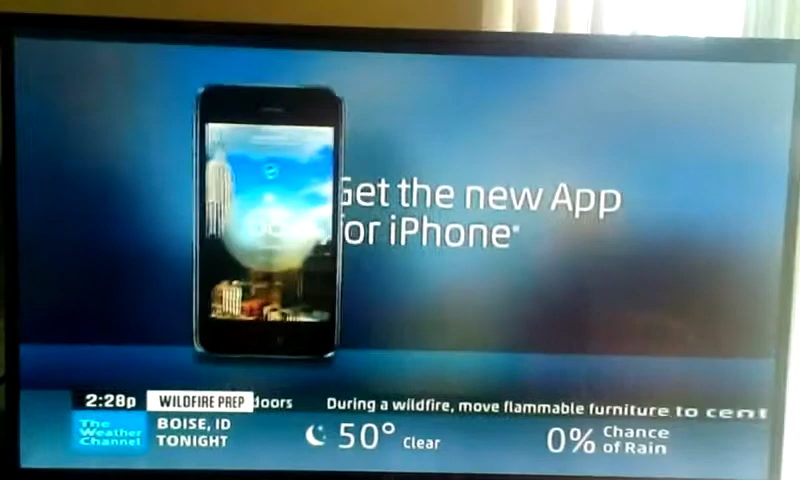 Get the new App
for iPhone*
2:28p WILDFIRE PREP doors During a wildfire, move flammable furniture to cent
The Weather Channel
BOISE, ID
TONIGHT
50° Clear
0% Chance of Rain